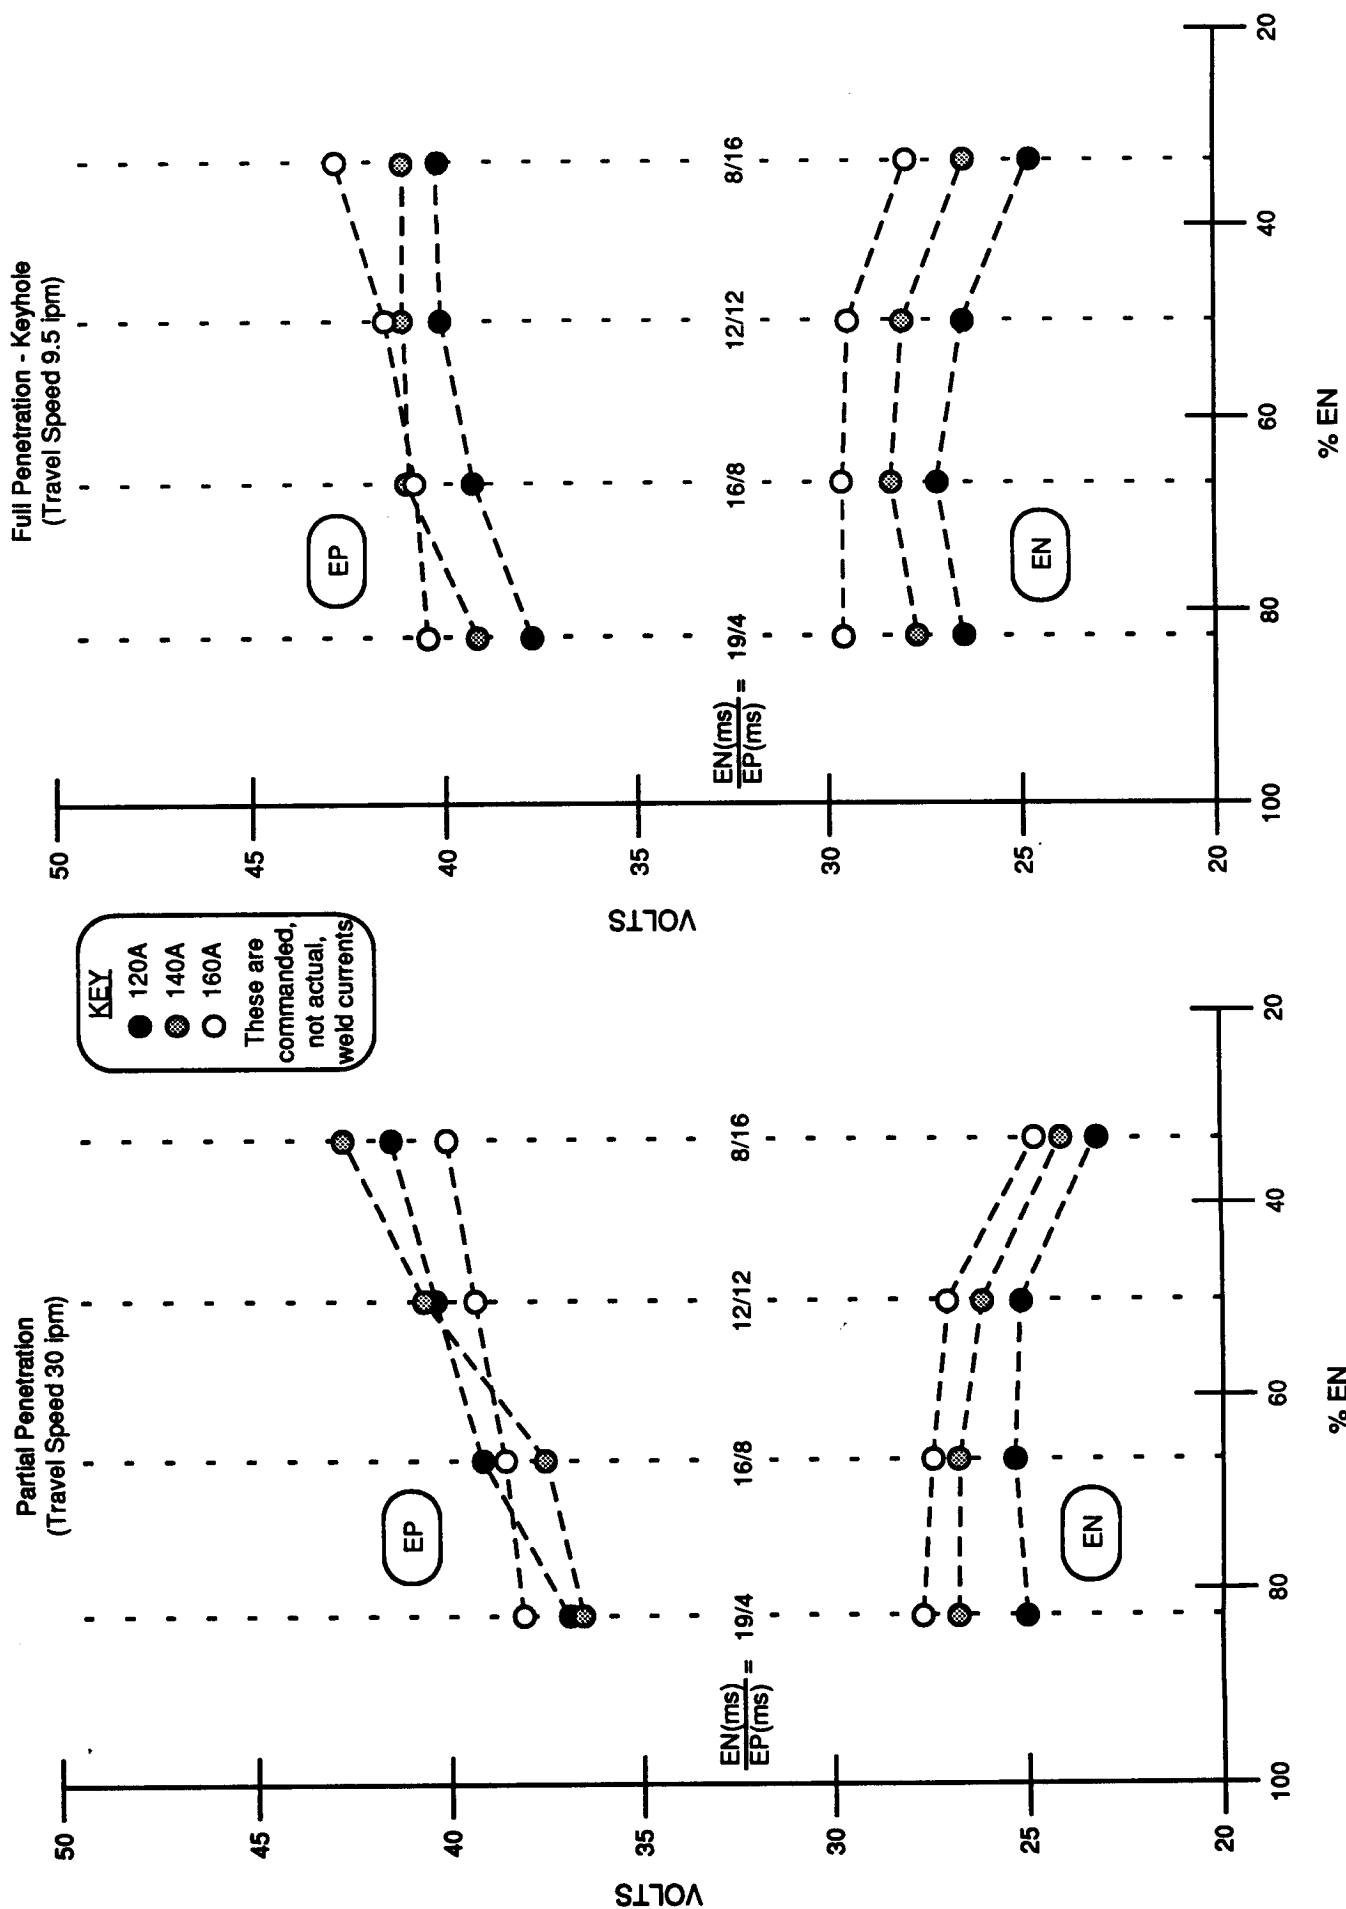 Partial Penetration
(Travel Speed 30 ipm)
VOLTS
50
45
40
35
30
25
20
EP
EN(ms)
EP(ms)
= 19/4
16/8
12/12
8/16
EN
100
80
60
40
20
% EN
KEY
120A
140A
160A
These are
commanded,
not actual,
weld currents
Full Penetration - Keyhole
(Travel Speed 9.5 ipm)
VOLTS
50
45
40
35
30
25
20
EP
EN(ms)
EP(ms)
= 19/4
16/8
12/12
8/16
EN
100
80
60
40
20
% EN